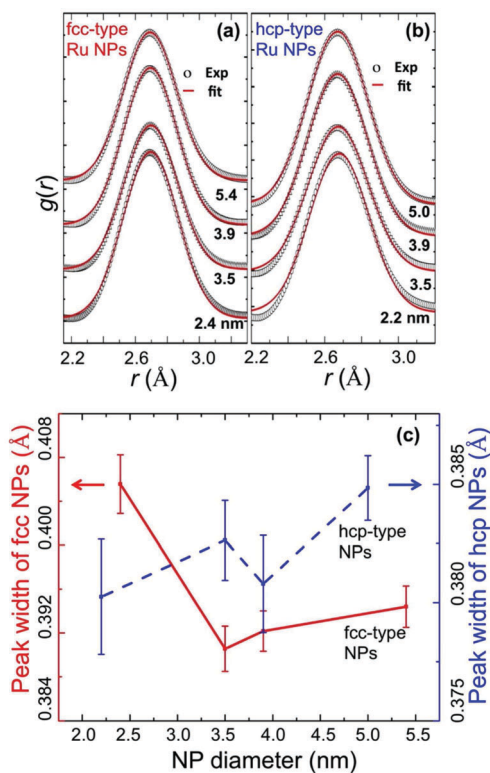 fcc-type (a)
Ru NPs
o Exp
— fit
5.4
3.9
3.5
2.4 nm
g(r)
2.2 2.6 3.0
r (Å)
hcp-type (b)
Ru NPs
o Exp
— fit
5.0
3.9
3.5
2.2 nm
2.2 2.6 3.0
r (Å)
(c)
Peak width of fcc NPs (Å)
0.408
0.400
0.392
0.384
hcp-type
NPs
fcc-type
NPs
0.385
0.380
0.375
Peak width of hcp NPs (Å)
2.0 2.5 3.0 3.5 4.0 4.5 5.0 5.5
NP diameter (nm)